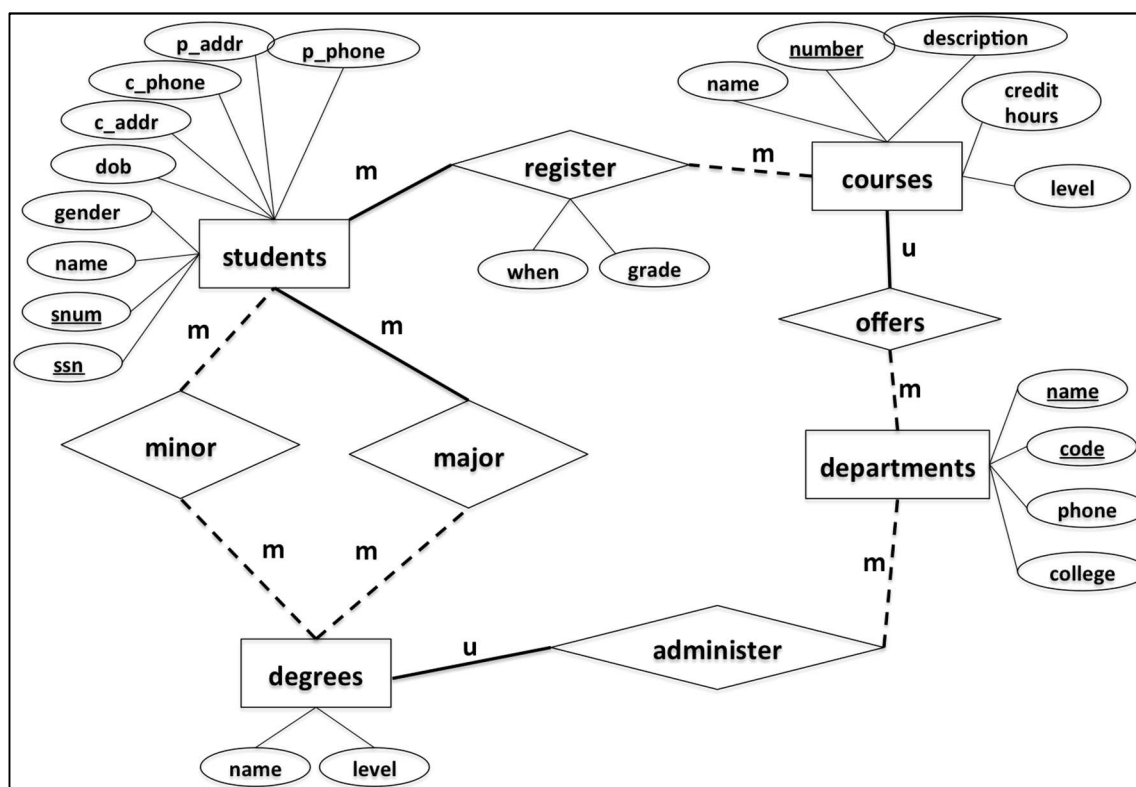 p_addr
p_phone
c_phone
c_addr
dob
gender
name
snum
ssn
students
m
register
m
when
grade
name
number
description
credit
hours
level
courses
u
offers
m
departments
name
code
phone
college
m
m
minor
major
m
m
degrees
u
administer
m
name
level